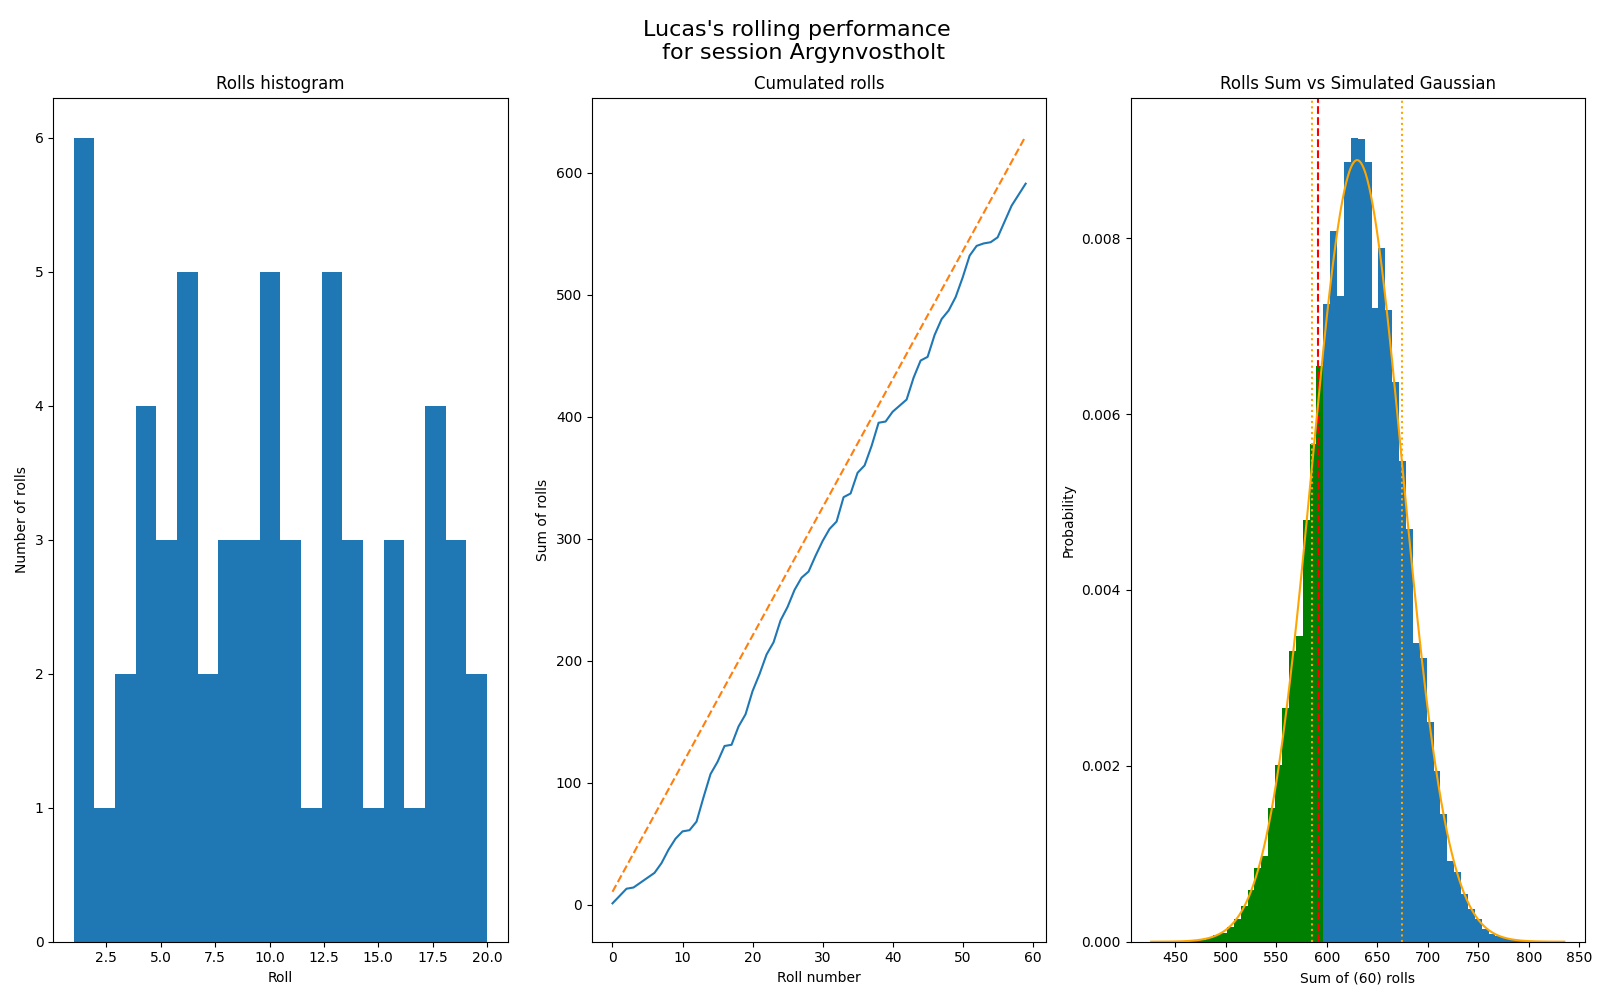 Lucas's rolling performance
for session Argynvostholt
Rolls histogram
Number of rolls
6
5
4
3
2
1
0
2.5 5.0 7.5 10.0 12.5 15.0 17.5 20.0
Roll
Cumulated rolls
Sum of rolls
600
500
400
300
200
100
0
0 10 20 30 40 50 60
Roll number
Rolls Sum vs Simulated Gaussian
Probability
0.008
0.006
0.004
0.002
0.000
450 500 550 600 650 700 750 800 850
Sum of (60) rolls